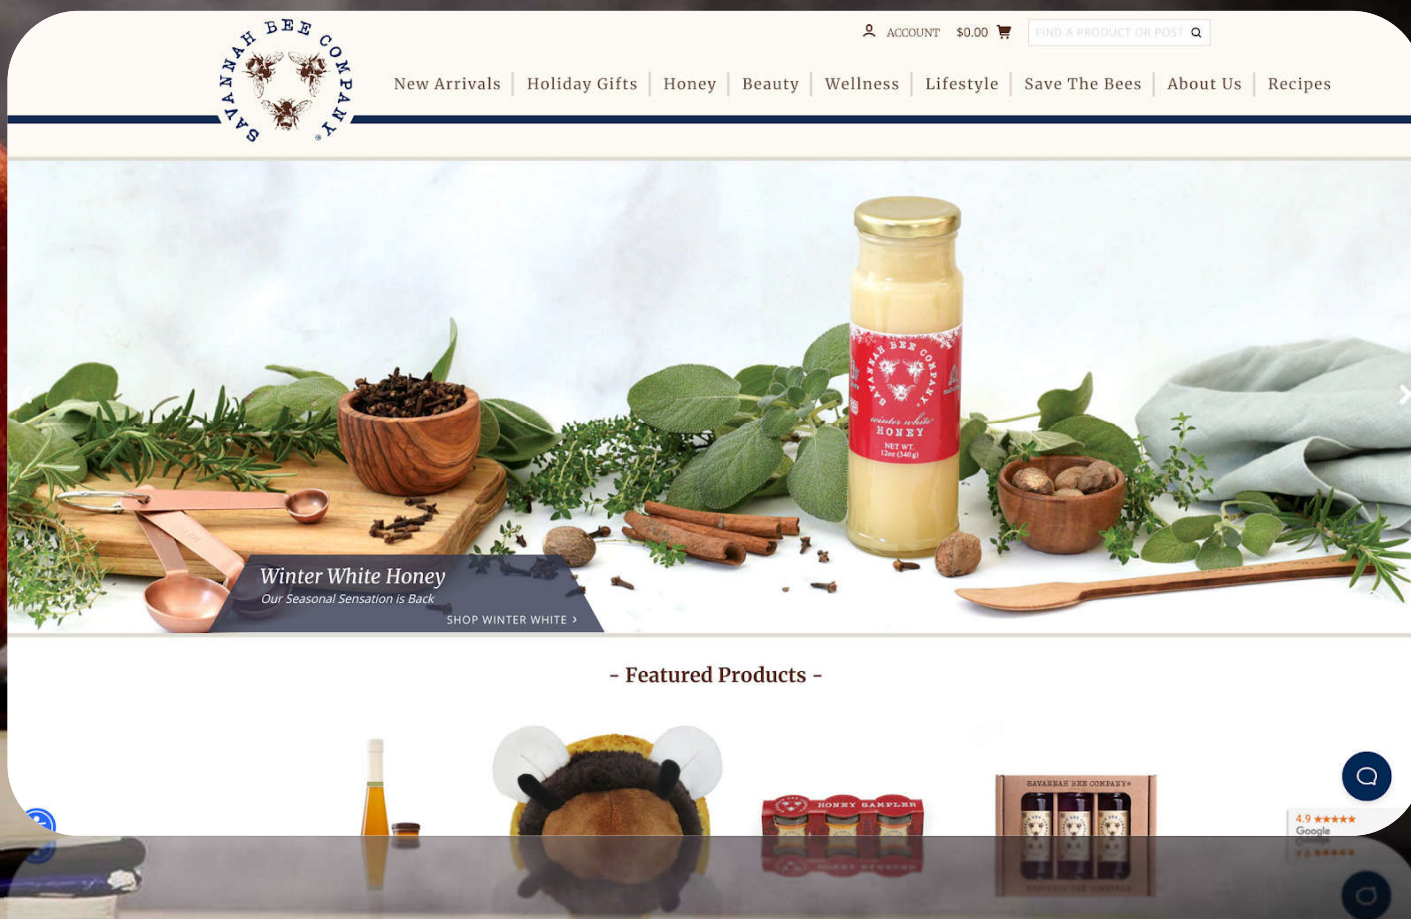 SAVANNAH BEE COMPANY®
ACCOUNT $0.00
FIND A PRODUCT OR POST
New Arrivals
Holiday Gifts
Honey
Beauty
Wellness
Lifestyle
Save The Bees
About Us
Recipes
SAVANNAH BEE COMPANY
winter white
HONEY
NET WT.
12oz (340g)
Winter White Honey
Our Seasonal Sensation is Back
SHOP WINTER WHITE ›
- Featured Products -
HONEY SAMPLER
SAVANNAH BEE COMPANY®
4.9 ★★★★★
Google